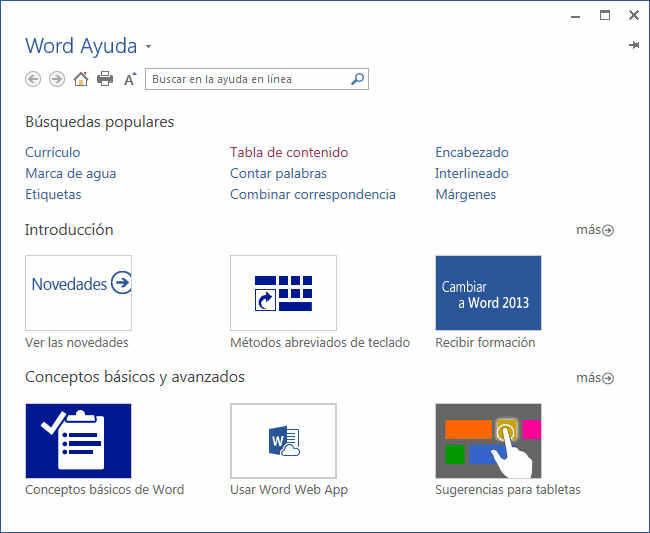 Word Ayuda
A
Buscar en la ayuda en línea
Búsquedas populares
Currículo Tabla de contenido Encabezado
Marca de agua Contar palabras Interlineado
Etiquetas Combinar correspondencia Márgenes
Introducción más
Novedades
Cambiar
a Word 2013
Ver las novedades Métodos abreviados de teclado Recibir formación
Conceptos básicos y avanzados más
W
Conceptos básicos de Word Usar Word Web App Sugerencias para tabletas